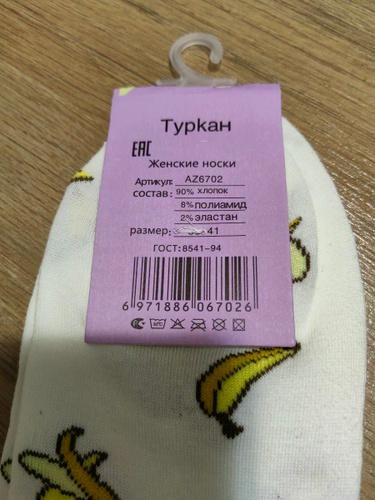 Туркан
EAC
Женские носки
Артикул: AZ6702
состав: 90% хлопок
8% полиамид
2% эластан
размер: 41
ГОСТ:8541-94
6 971886 067026